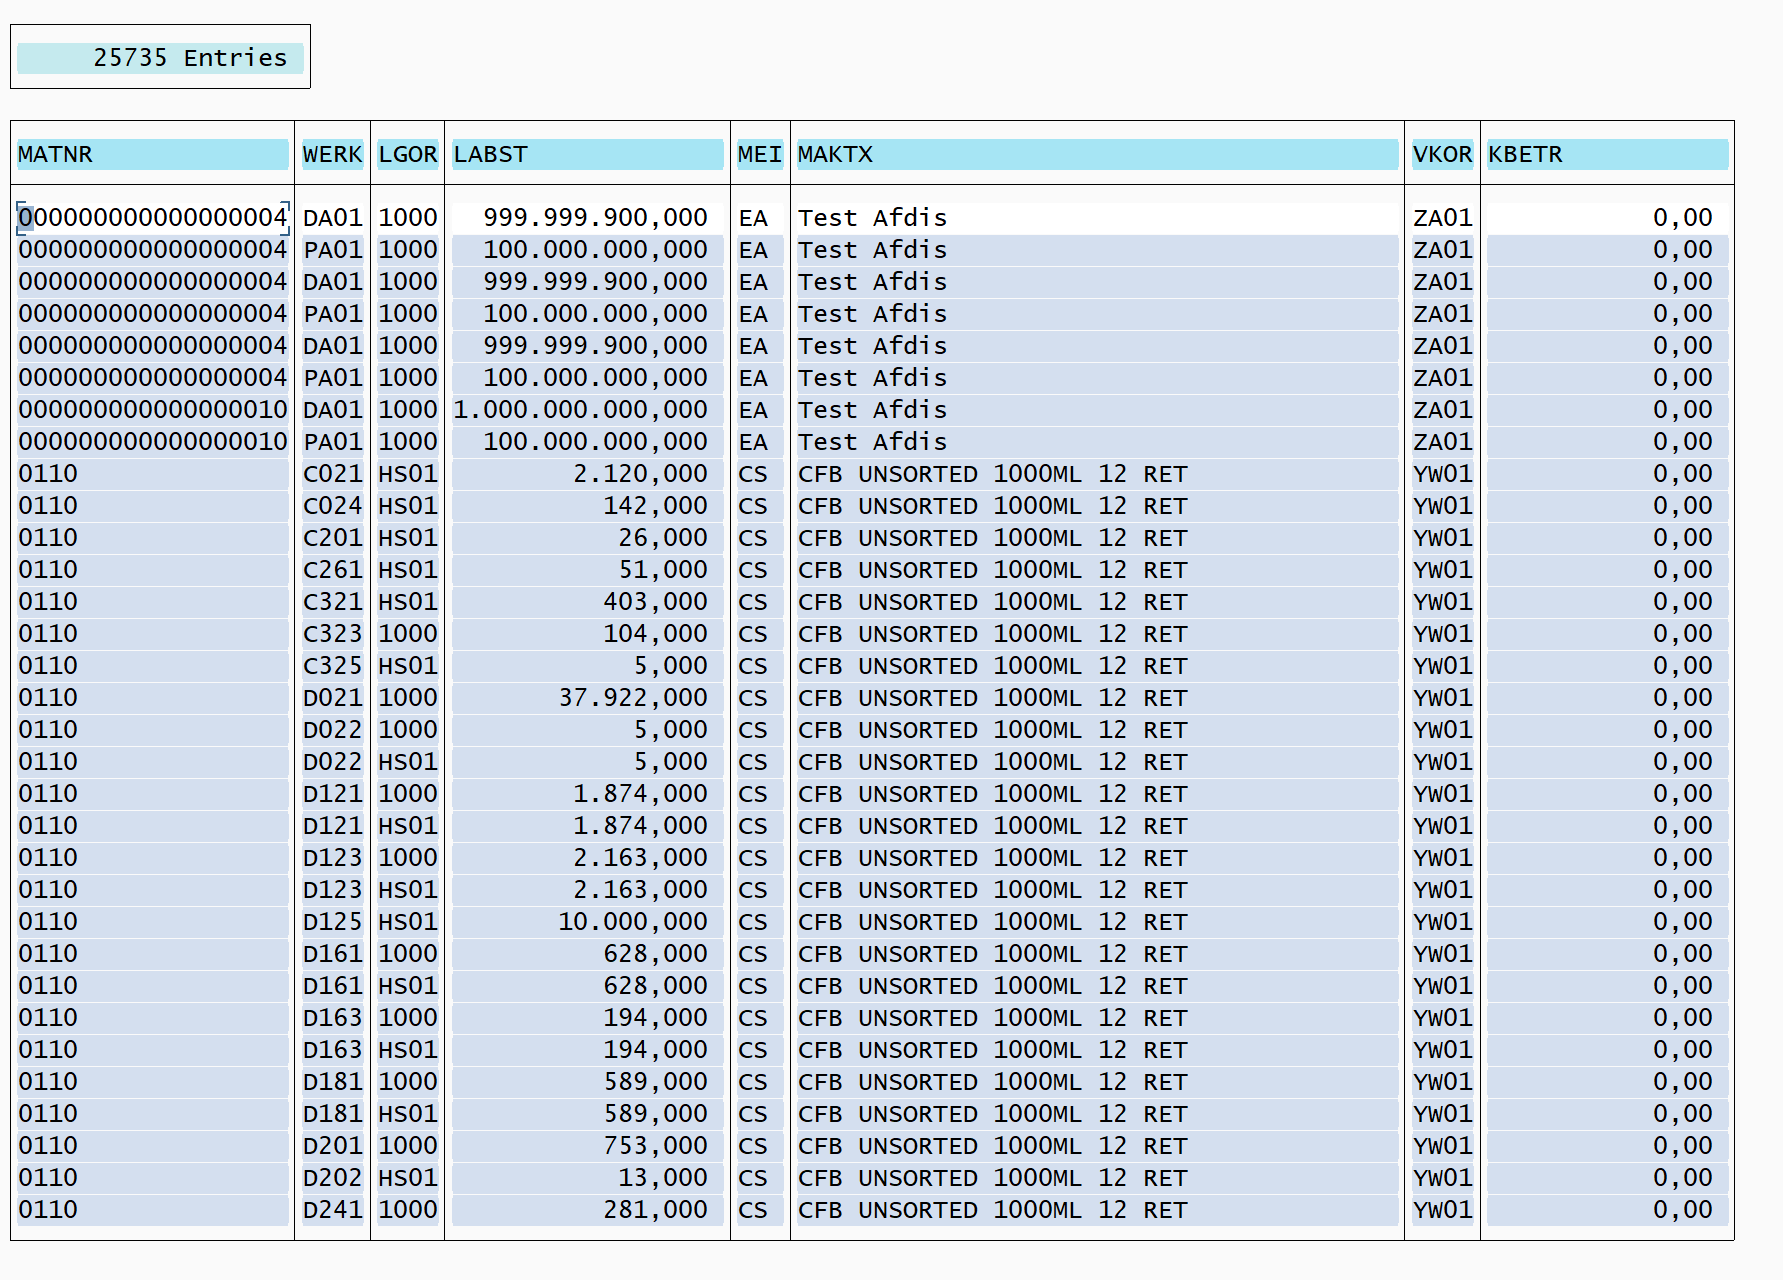 25735 Entries
MATNR WERK LGOR LABST MEI MAKTX VKOR KBETR
000000000000000004 DA01 1000 999.999.900,000 EA Test Afdis ZA01 0,00
000000000000000004 PA01 1000 100.000.000,000 EA Test Afdis ZA01 0,00
000000000000000004 DA01 1000 999.999.900,000 EA Test Afdis ZA01 0,00
000000000000000004 PA01 1000 100.000.000,000 EA Test Afdis ZA01 0,00
000000000000000004 DA01 1000 999.999.900,000 EA Test Afdis ZA01 0,00
000000000000000004 PA01 1000 100.000.000,000 EA Test Afdis ZA01 0,00
000000000000000010 DA01 1000 1.000.000.000,000 EA Test Afdis ZA01 0,00
000000000000000010 PA01 1000 100.000.000,000 EA Test Afdis ZA01 0,00
0110 C021 HS01 2.120,000 CS CFB UNSORTED 1000ML 12 RET YW01 0,00
0110 C024 HS01 142,000 CS CFB UNSORTED 1000ML 12 RET YW01 0,00
0110 C201 HS01 26,000 CS CFB UNSORTED 1000ML 12 RET YW01 0,00
0110 C261 HS01 51,000 CS CFB UNSORTED 1000ML 12 RET YW01 0,00
0110 C321 HS01 403,000 CS CFB UNSORTED 1000ML 12 RET YW01 0,00
0110 C323 1000 104,000 CS CFB UNSORTED 1000ML 12 RET YW01 0,00
0110 C325 HS01 5,000 CS CFB UNSORTED 1000ML 12 RET YW01 0,00
0110 D021 1000 37.922,000 CS CFB UNSORTED 1000ML 12 RET YW01 0,00
0110 D022 1000 5,000 CS CFB UNSORTED 1000ML 12 RET YW01 0,00
0110 D022 HS01 5,000 CS CFB UNSORTED 1000ML 12 RET YW01 0,00
0110 D121 1000 1.874,000 CS CFB UNSORTED 1000ML 12 RET YW01 0,00
0110 D121 HS01 1.874,000 CS CFB UNSORTED 1000ML 12 RET YW01 0,00
0110 D123 1000 2.163,000 CS CFB UNSORTED 1000ML 12 RET YW01 0,00
0110 D123 HS01 2.163,000 CS CFB UNSORTED 1000ML 12 RET YW01 0,00
0110 D125 HS01 10.000,000 CS CFB UNSORTED 1000ML 12 RET YW01 0,00
0110 D161 1000 628,000 CS CFB UNSORTED 1000ML 12 RET YW01 0,00
0110 D161 HS01 628,000 CS CFB UNSORTED 1000ML 12 RET YW01 0,00
0110 D163 1000 194,000 CS CFB UNSORTED 1000ML 12 RET YW01 0,00
0110 D163 HS01 194,000 CS CFB UNSORTED 1000ML 12 RET YW01 0,00
0110 D181 1000 589,000 CS CFB UNSORTED 1000ML 12 RET YW01 0,00
0110 D181 HS01 589,000 CS CFB UNSORTED 1000ML 12 RET YW01 0,00
0110 D201 1000 753,000 CS CFB UNSORTED 1000ML 12 RET YW01 0,00
0110 D202 HS01 13,000 CS CFB UNSORTED 1000ML 12 RET YW01 0,00
0110 D241 1000 281,000 CS CFB UNSORTED 1000ML 12 RET YW01 0,00